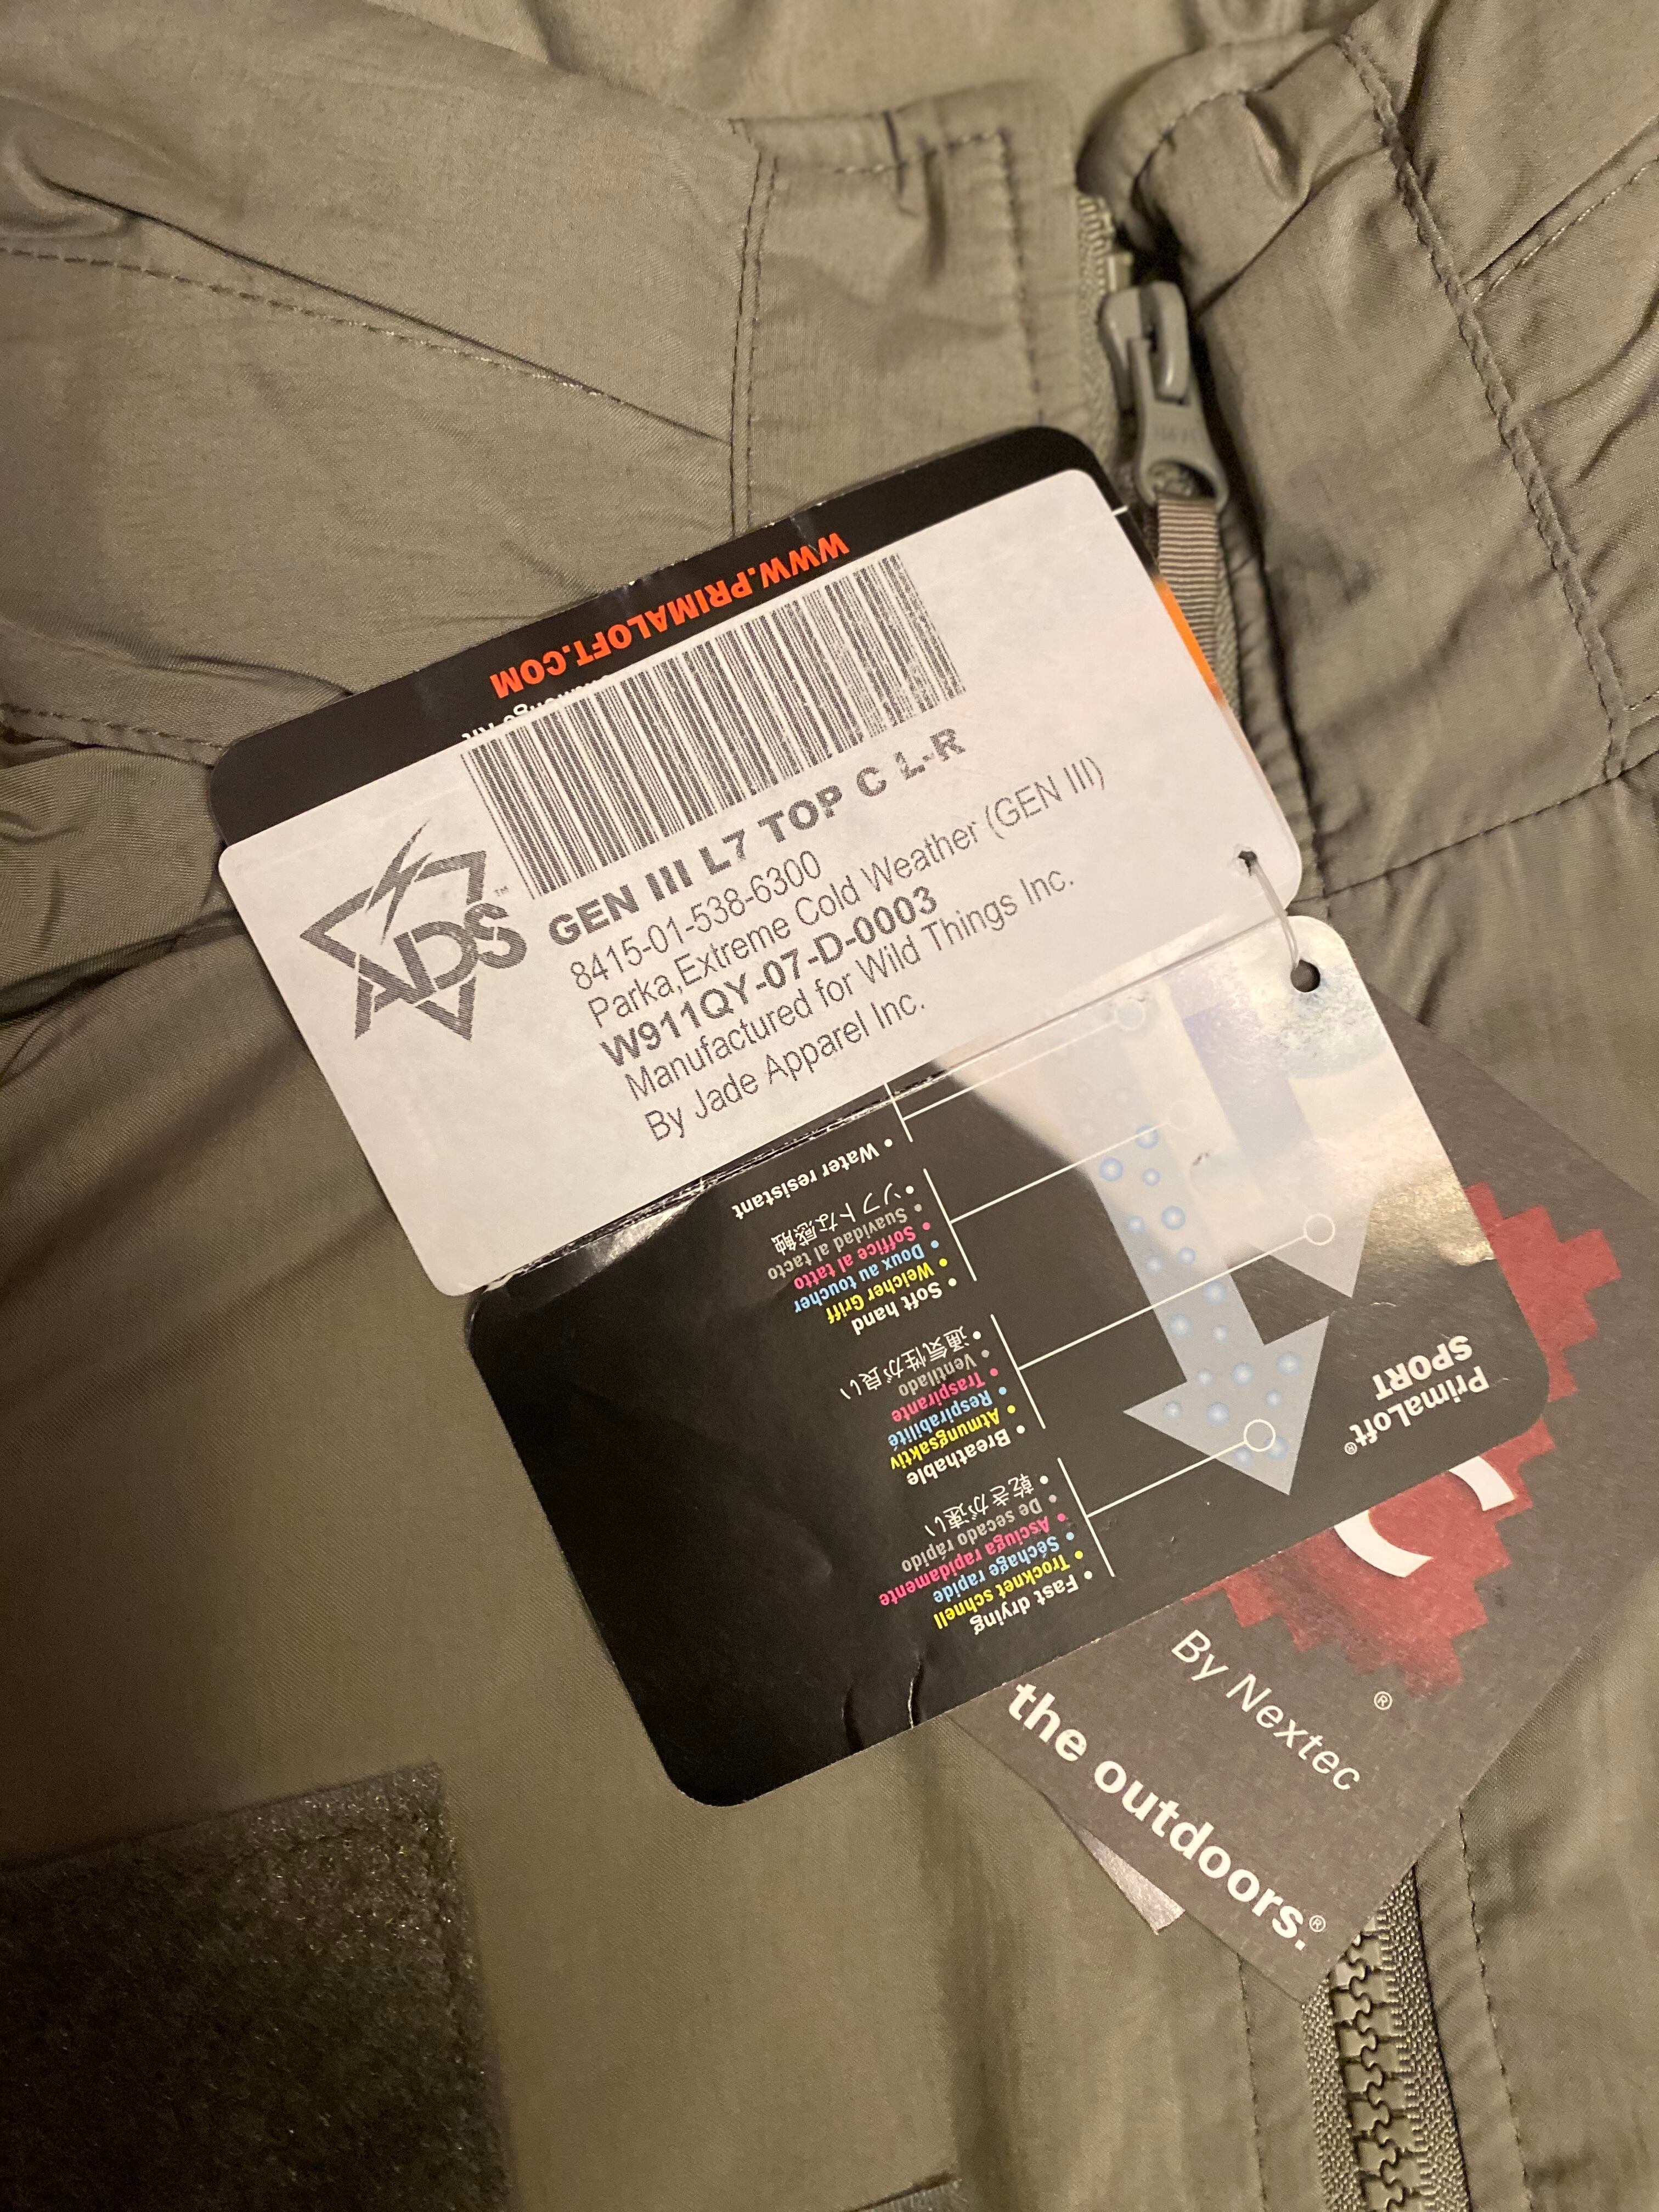 WWW.PRIMALOFT.COM
ADS™
GEN III L7 TOP C L-R
8415-01-538-6300
Parka,Extreme Cold Weather (GEN III)
W911QY-07-D-0003
Manufactured for Wild Things Inc.
By Jade Apparel Inc.
PrimaLoft®
SPORT
• Fast drying
• Trocknet schnell
• Séchage rapide
• Asciuga rapidamente
• De secado rápido
• 乾きが速い
• Breathable
• Atmungsaktiv
• Respirabilité
• Traspirante
• Ventilado
• 通気性が良い
• Soft hand
• Weicher Griff
• Doux au toucher
• Soffice al tatto
• Suavidad al tacto
• ソフトな感触
• Water resistant
®
By Nextec
the outdoors.®